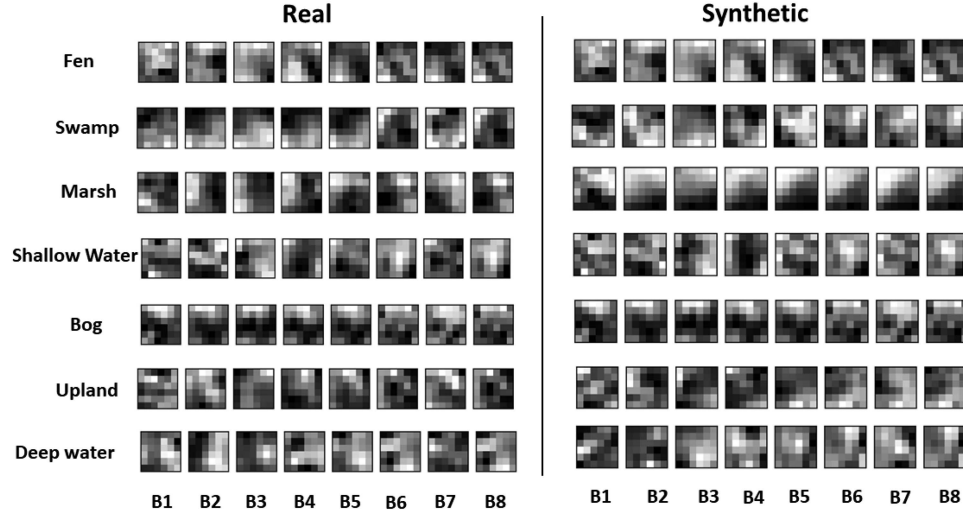 Real Synthetic
Fen
Swamp
Marsh
Shallow Water
Bog
Upland
Deep water
B1 B2 B3 B4 B5 B6 B7 B8 B1 B2 B3 B4 B5 B6 B7 B8